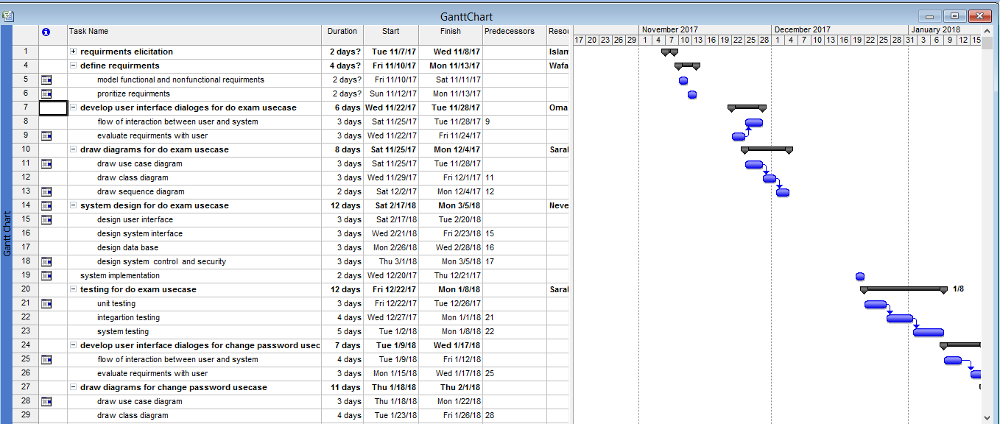 GanttChart
Task Name Duration Start Finish Predecessors Resou
November 2017 December 2017 January 2018
17 20 23 26 29 1 4 7 10 13 16 19 22 25 28 1 4 7 10 13 16 19 22 25 28 31 3 6 9 12 15
1 requirments elicitation 2 days? Tue 11/7/17 Wed 11/8/17 Islam
4 define requirments 4 days? Fri 11/10/17 Mon 11/13/17 Wafa
5 model functional and nonfunctional requirments 2 days? Fri 11/10/17 Sat 11/11/17
6 proritize requirments 2 days? Sun 11/12/17 Mon 11/13/17
7 develop user interface dialoges for do exam usecase 6 days Wed 11/22/17 Tue 11/28/17 Oma
8 flow of interaction between user and system 3 days Sat 11/25/17 Tue 11/28/17 9
9 evaluate requirments with user 3 days Wed 11/22/17 Fri 11/24/17
10 draw diagrams for do exam usecase 8 days Sat 11/25/17 Mon 12/4/17 Saral
11 draw use case diagram 3 days Sat 11/25/17 Tue 11/28/17
12 draw class diagram 3 days Wed 11/29/17 Fri 12/1/17 11
13 draw sequence diagram 2 days Sat 12/2/17 Mon 12/4/17 12
14 system design for do exam usecase 12 days Sat 2/17/18 Mon 3/5/18 Neve
15 design user interface 3 days Sat 2/17/18 Tue 2/20/18
16 design system interface 3 days Wed 2/21/18 Fri 2/23/18 15
17 design data base 3 days Mon 2/26/18 Wed 2/28/18 16
18 design system control and security 3 days Thu 3/1/18 Mon 3/5/18 17
19 system implementation 2 days Wed 12/20/17 Thu 12/21/17
20 testing for do exam usecase 12 days Fri 12/22/17 Mon 1/8/18 Saral 1/8
21 unit testing 3 days Fri 12/22/17 Tue 12/26/17
22 integartion testing 4 days Wed 12/27/17 Mon 1/1/18 21
23 system testing 5 days Tue 1/2/18 Mon 1/8/18 22
24 develop user interface dialoges for change password usec 7 days Tue 1/9/18 Wed 1/17/18
25 flow of interaction between user and system 4 days Tue 1/9/18 Fri 1/12/18
26 evaluate requirments with user 3 days Mon 1/15/18 Wed 1/17/18 25
27 draw diagrams for change password usecase 11 days Thu 1/18/18 Thu 2/1/18
28 draw use case diagram 3 days Thu 1/18/18 Mon 1/22/18
29 draw class diagram 4 days Tue 1/23/18 Fri 1/26/18 28
Gantt Chart